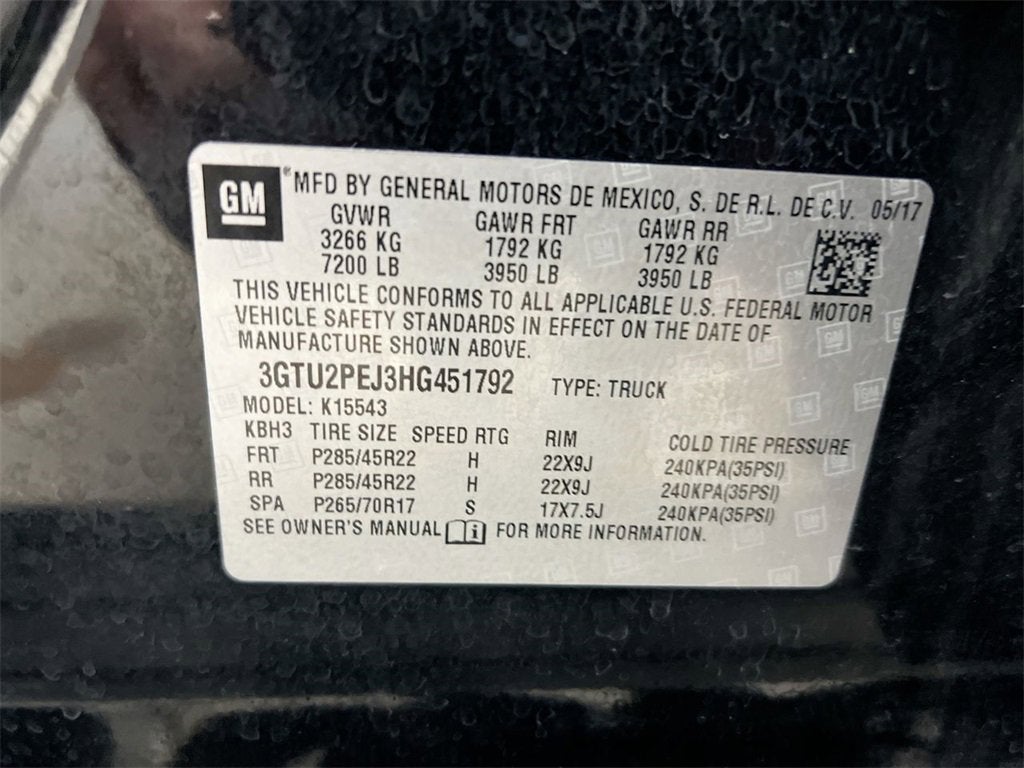 GM ® MFD BY GENERAL MOTORS DE MEXICO, S. DE R.L. DE C.V. 05/17
GVWR GAWR FRT GAWR RR
3266 KG 1792 KG 1792 KG
7200 LB 3950 LB 3950 LB
THIS VEHICLE CONFORMS TO ALL APPLICABLE U.S. FEDERAL MOTOR
VEHICLE SAFETY STANDARDS IN EFFECT ON THE DATE OF
MANUFACTURE SHOWN ABOVE.
3GTU2PEJ3HG451792 TYPE: TRUCK
MODEL: K15543
KBH3 TIRE SIZE SPEED RTG RIM COLD TIRE PRESSURE
FRT P285/45R22 H 22X9J 240KPA(35PSI)
RR P285/45R22 H 22X9J 240KPA(35PSI)
SPA P265/70R17 S 17X7.5J 240KPA(35PSI)
SEE OWNER'S MANUAL i FOR MORE INFORMATION.